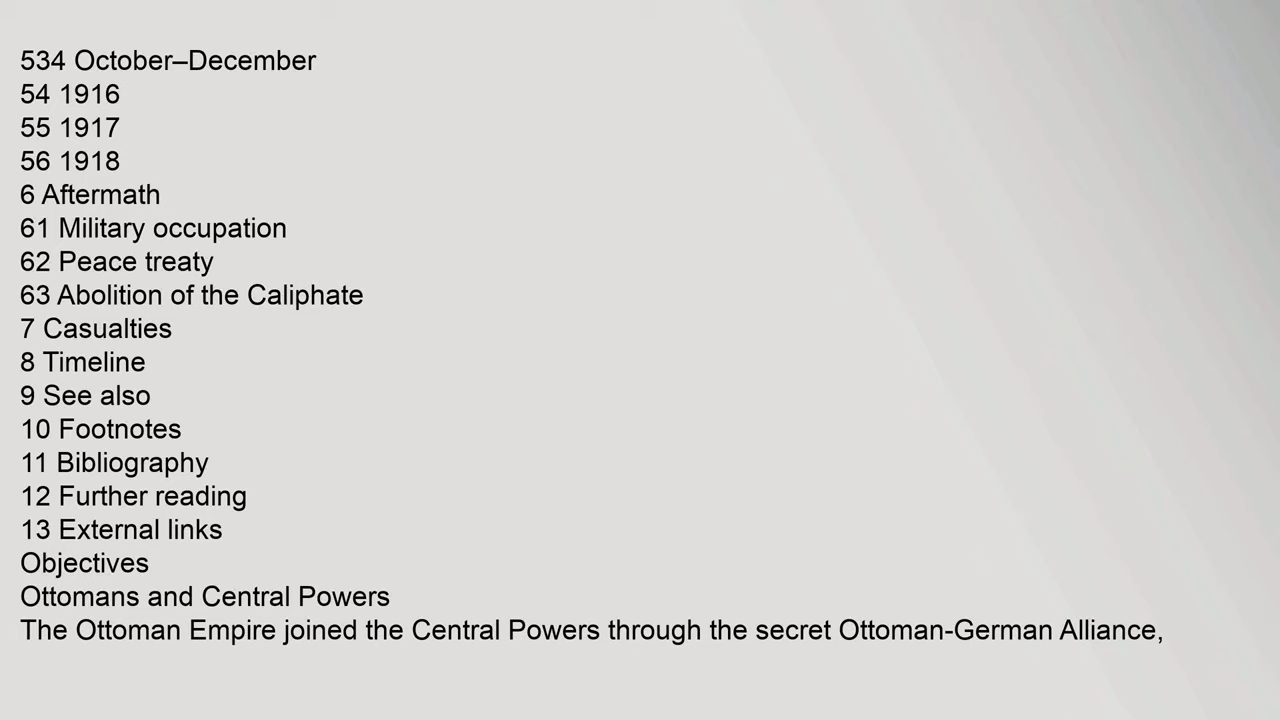 534 October–December
54 1916
55 1917
56 1918
6 Aftermath
61 Military occupation
62 Peace treaty
63 Abolition of the Caliphate
7 Casualties
8 Timeline
9 See also
10 Footnotes
11 Bibliography
12 Further reading
13 External links
Objectives
Ottomans and Central Powers
The Ottoman Empire joined the Central Powers through the secret Ottoman-German Alliance,